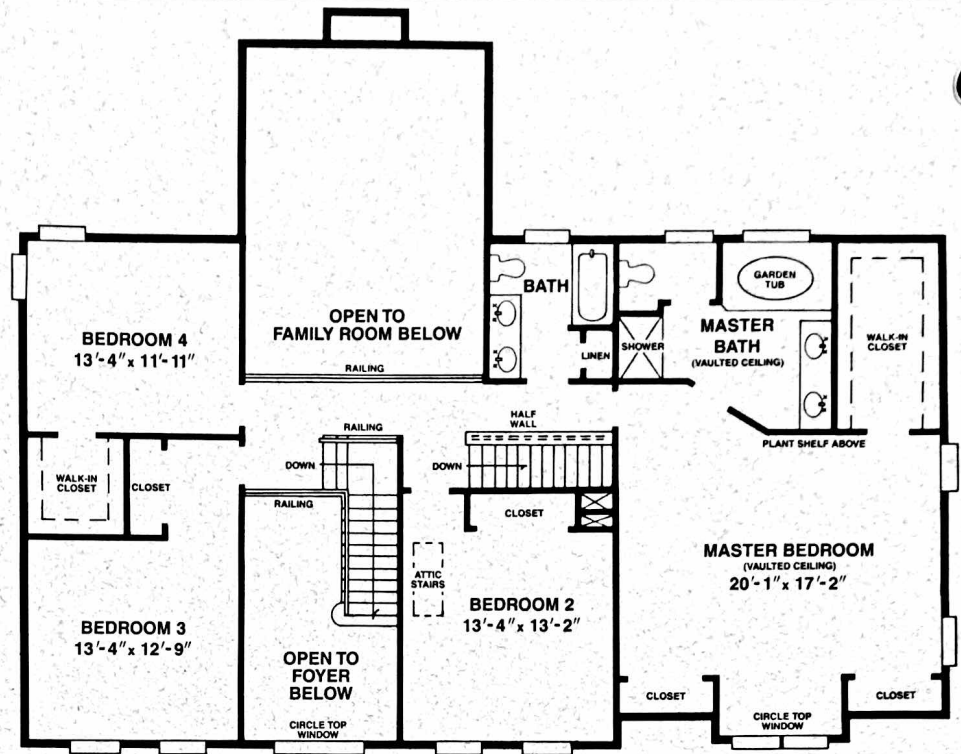 OPEN TO
FAMILY ROOM BELOW
RAILING
BEDROOM 4
13'-4" x 11'-11"
BATH
LINEN
SHOWER
GARDEN
TUB
MASTER
BATH
(VAULTED CEILING)
WALK-IN
CLOSET
PLANT SHELF ABOVE
HALF
WALL
RAILING
DOWN
DOWN
RAILING
WALK-IN
CLOSET
CLOSET
CLOSET
ATTIC
STAIRS
BEDROOM 3
13'-4" x 12'-9"
OPEN TO
FOYER
BELOW
CIRCLE TOP
WINDOW
BEDROOM 2
13'-4" x 13'-2"
MASTER BEDROOM
(VAULTED CEILING)
20'-1" x 17'-2"
CLOSET
CIRCLE TOP
WINDOW
CLOSET